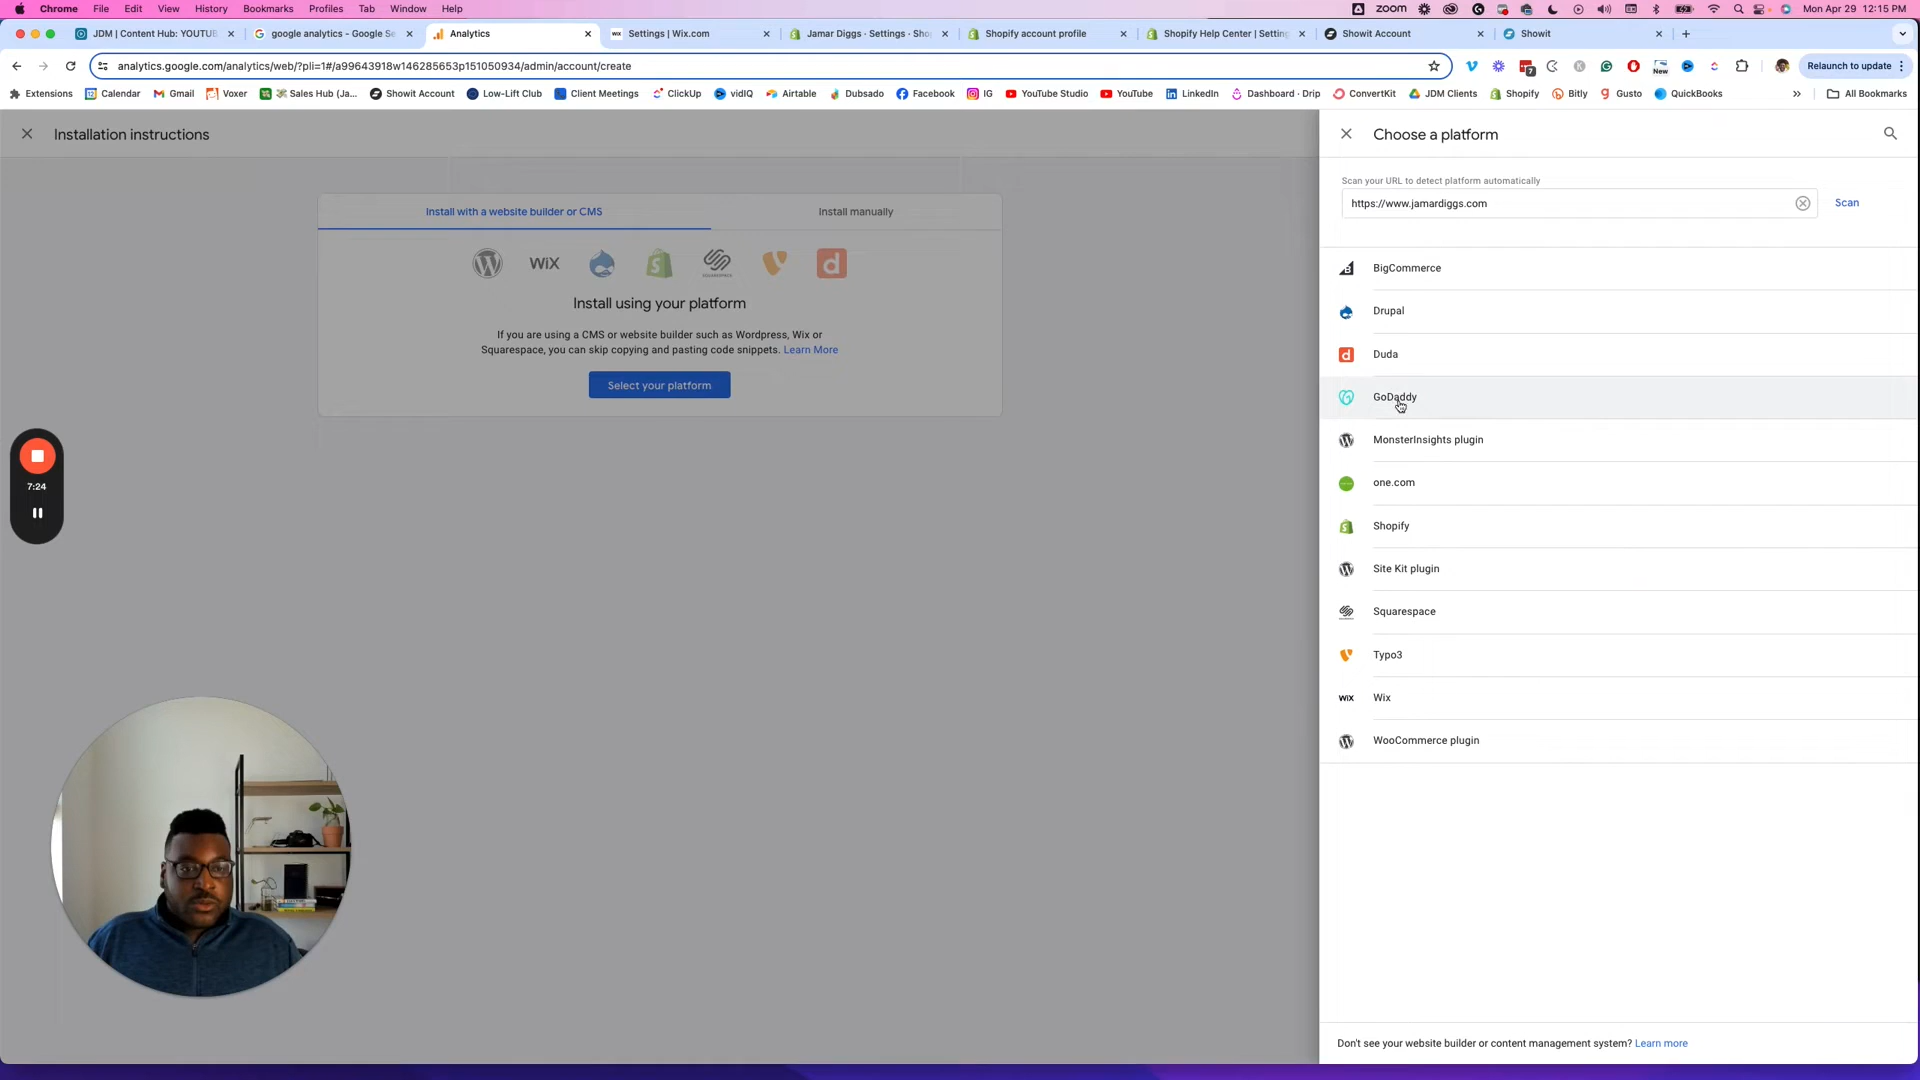 Chrome File Edit View History Bookmarks Profiles Tab Window Help
zoom Mon Apr 29 12:15 PM
JDM | Content Hub: YOUTUB
google analytics - Google Se
Analytics
WiX Settings | Wix.com
Jamar Diggs · Settings · Sho
Shopify account profile
Shopify Help Center | Setting
Showit Account
Showit
analytics.google.com/analytics/web/?pli=1#/a99643918w146285653p151050934/admin/account/create
7
New
Relaunch to update
Extensions
12 Calendar
Gmail
Voxer
Sales Hub (Ja...
Showit Account
Low-Lift Club
Client Meetings
ClickUp
vidIQ
Airtable
Dubsado
Facebook
IG
YouTube Studio
YouTube
LinkedIn
Dashboard · Drip
ConvertKit
JDM Clients
Shopify
Bitly
Gusto
QuickBooks
All Bookmarks
Installation instructions
Install with a website builder or CMS
Install manually
WiX
SQUARESPACE
d
Install using your platform
If you are using a CMS or website builder such as Wordpress, Wix or
Squarespace, you can skip copying and pasting code snippets. Learn More
Select your platform
7:24
Choose a platform
Scan your URL to detect platform automatically
https://www.jamardiggs.com
Scan
BigCommerce
Drupal
Duda
GoDaddy
MonsterInsights plugin
one.com
Shopify
Site Kit plugin
Squarespace
Typo3
WiX Wix
WooCommerce plugin
Don't see your website builder or content management system? Learn more